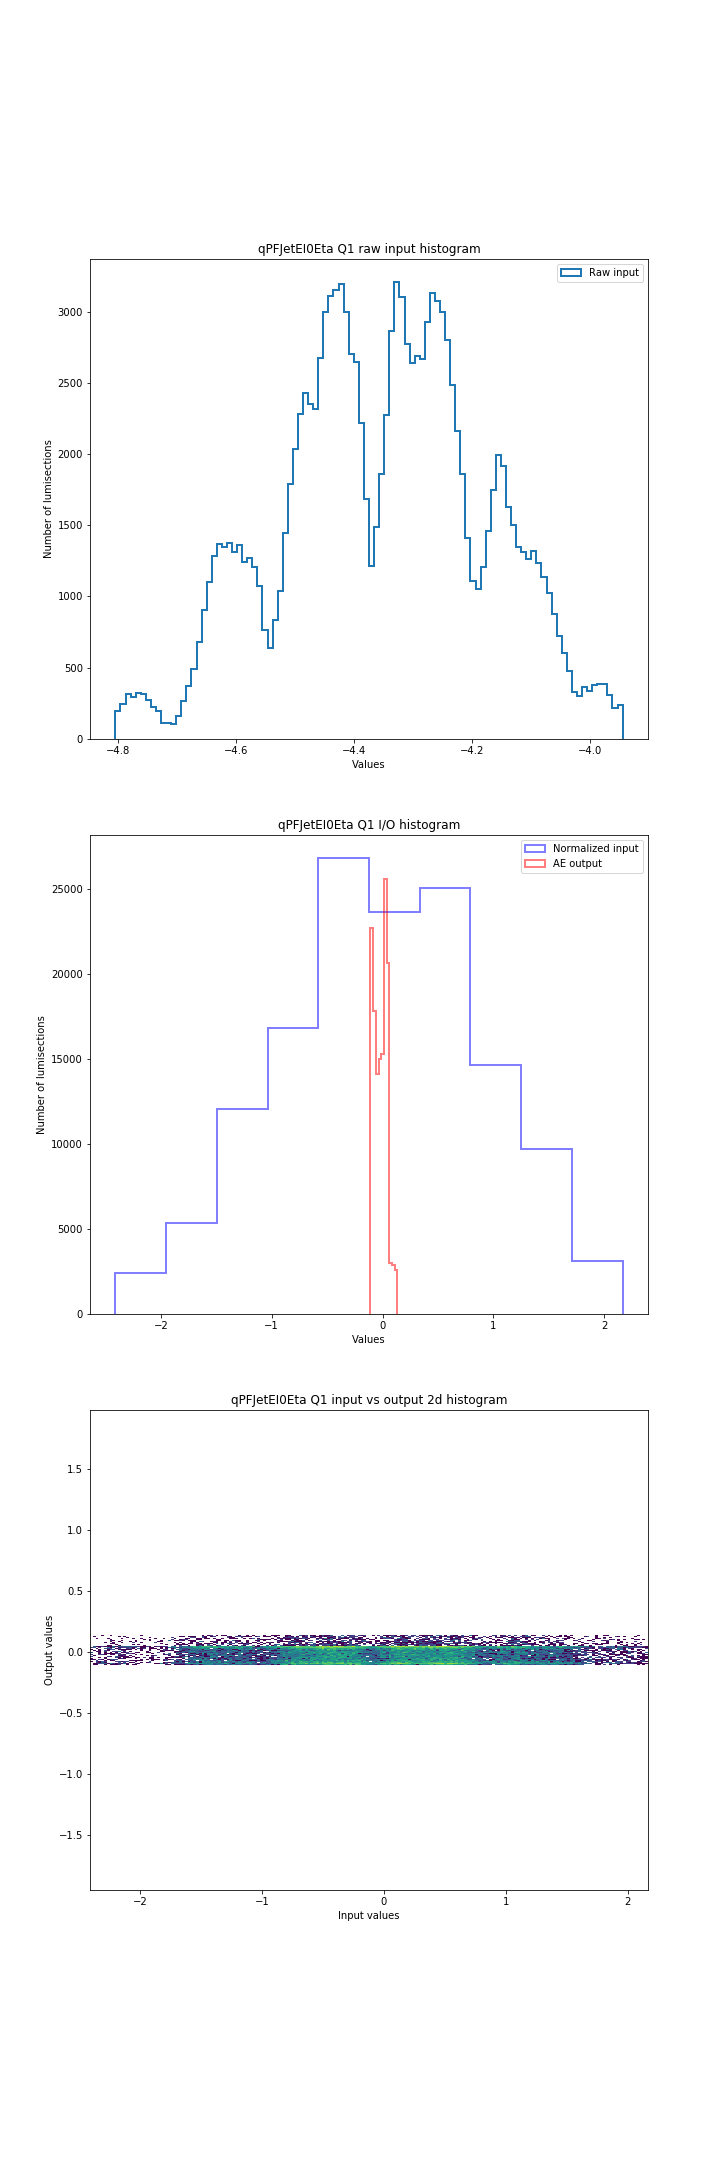 qPFJetEI0Eta Q1 raw input histogram
Raw input
3000
2500
2000
1500
1000
500
0
Number of lumisections
−4.8
−4.6
−4.4
−4.2
−4.0
Values
qPFJetEI0Eta Q1 I/O histogram
Normalized input
AE output
25000
20000
15000
10000
5000
0
Number of lumisections
−2
−1
0
1
2
Values
qPFJetEI0Eta Q1 input vs output 2d histogram
1.5
1.0
0.5
0.0
−0.5
−1.0
−1.5
Output values
−2
−1
0
1
2
Input values